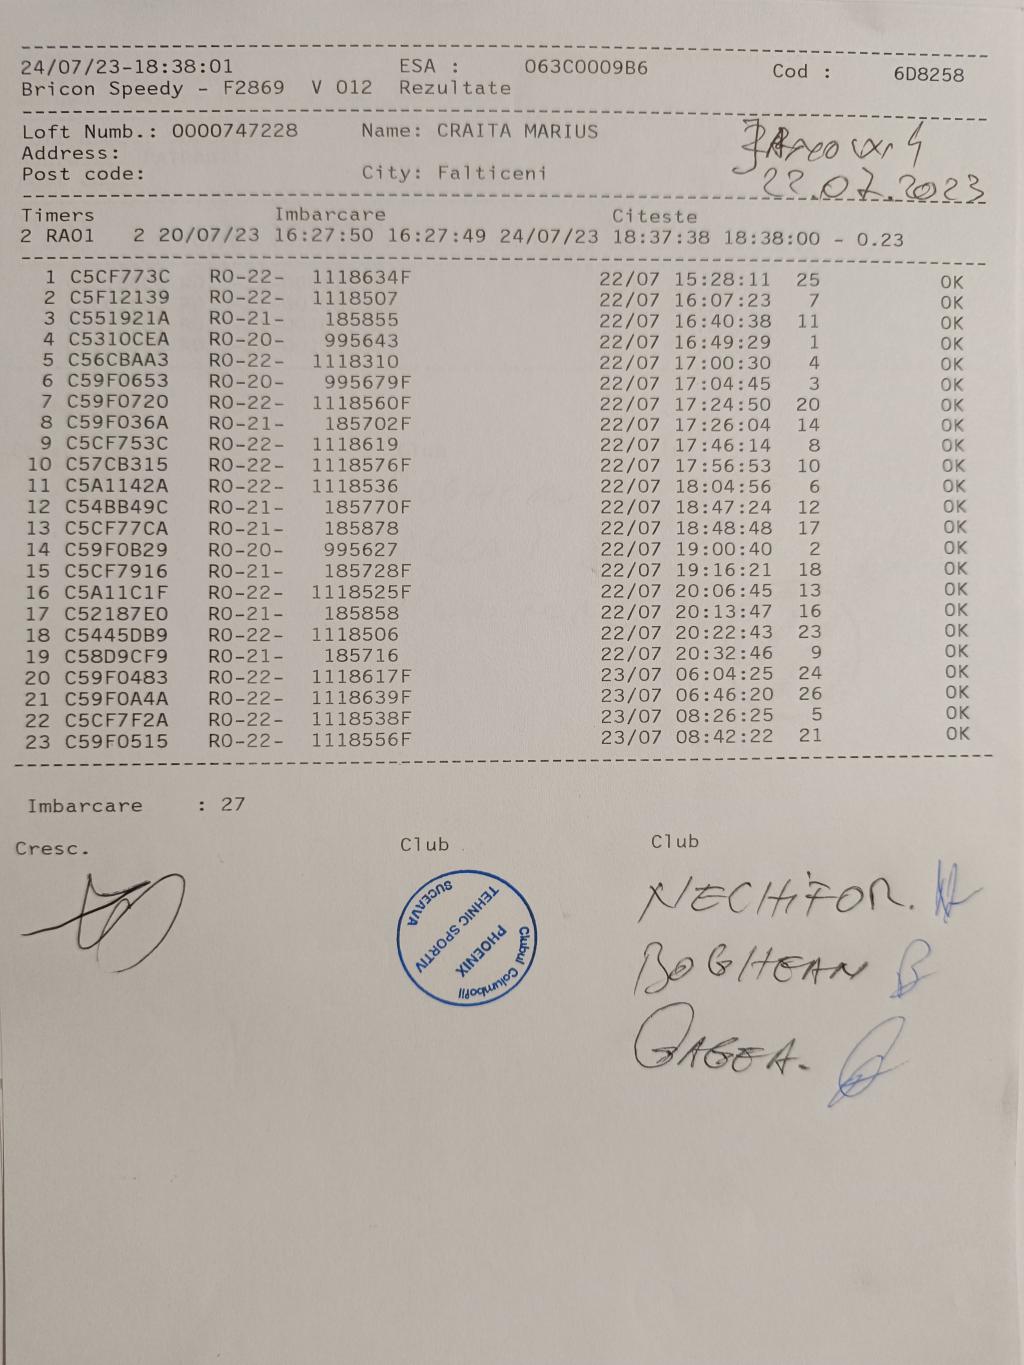 24/07/23-18:38:01 ESA : 063C0009B6 Cod : 6D8258
Bricon Speedy - F2869 V 012 Rezultate
Loft Numb.: 0000747228 Name: CRAITA MARIUS
Address:
Post code: City: Falticeni
22.07.2023
Timers Imbarcare Citeste
2 RA01 2 20/07/23 16:27:50 16:27:49 24/07/23 18:37:38 18:38:00 - 0.23
1 C5CF773C RO-22- 1118634F 22/07 15:28:11 25 OK
2 C5F12139 RO-22- 1118507 22/07 16:07:23 7 OK
3 C551921A RO-21- 185855 22/07 16:40:38 11 OK
4 C5310CEA RO-20- 995643 22/07 16:49:29 1 OK
5 C56CBAA3 RO-22- 1118310 22/07 17:00:30 4 OK
6 C59F0653 RO-20- 995679F 22/07 17:04:45 3 OK
7 C59F0720 RO-22- 1118560F 22/07 17:24:50 20 OK
8 C59F036A RO-21- 185702F 22/07 17:26:04 14 OK
9 C5CF753C RO-22- 1118619 22/07 17:46:14 8 OK
10 C57CB315 RO-22- 1118576F 22/07 17:56:53 10 OK
11 C5A1142A RO-22- 1118536 22/07 18:04:56 6 OK
12 C54BB49C RO-21- 185770F 22/07 18:47:24 12 OK
13 C5CF77CA RO-21- 185878 22/07 18:48:48 17 OK
14 C59F0B29 RO-20- 995627 22/07 19:00:40 2 OK
15 C5CF7916 RO-21- 185728F 22/07 19:16:21 18 OK
16 C5A11C1F RO-22- 1118525F 22/07 20:06:45 13 OK
17 C52187E0 RO-21- 185858 22/07 20:13:47 16 OK
18 C5445DB9 RO-22- 1118506 22/07 20:22:43 23 OK
19 C58D9CF9 RO-21- 185716 22/07 20:32:46 9 OK
20 C59F0483 RO-22- 1118617F 23/07 06:04:25 24 OK
21 C59F0A4A RO-22- 1118639F 23/07 06:46:20 26 OK
22 C5CF7F2A RO-22- 1118538F 23/07 08:26:25 5 OK
23 C59F0515 RO-22- 1118556F 23/07 08:42:22 21 OK
Imbarcare : 27
Cresc. Club Club
Clubul Columbofil
PHOENIX
TEHNIC SPORTIV
SUCEAVA
NECHIFOR.
BOGHEAN
GAGEA.